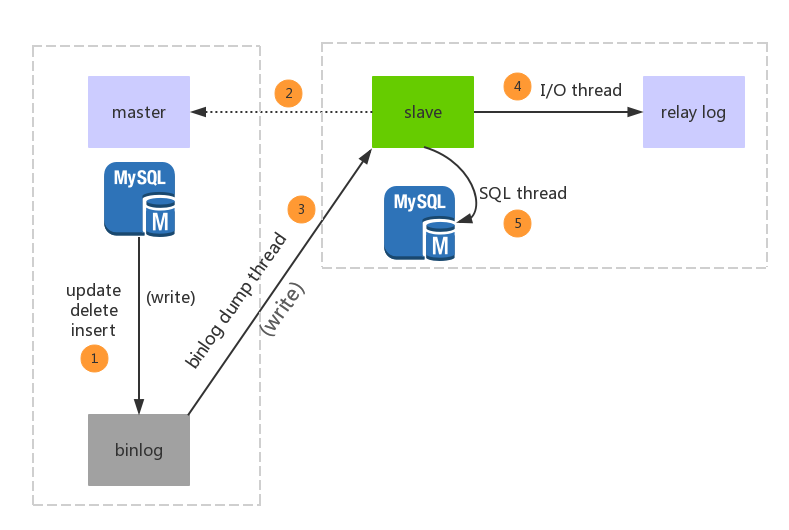 master
MySQL
M
update
delete
insert
(write)
1
binlog
2
binlog dump thread
(write)
3
slave
4
I/O thread
relay log
MySQL
M
SQL thread
5